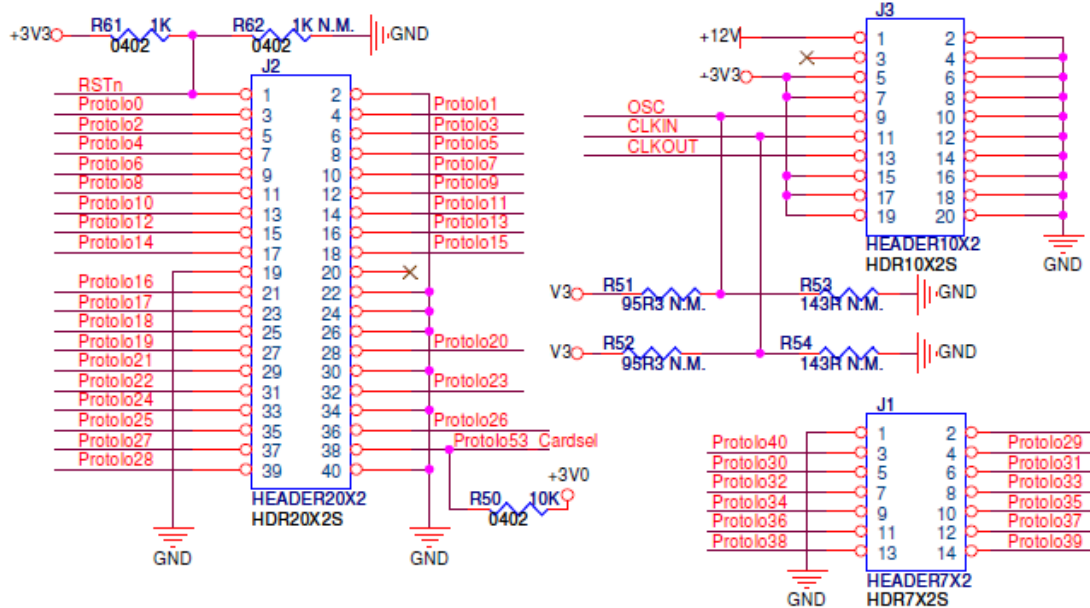 +3V3 R61 1K R62 1K N.M. GND
0402 0402
J2
RSTn 1 2
Protolo0 3 4 Protolo1
Protolo2 5 6 Protolo3
Protolo4 7 8 Protolo5
Protolo6 9 10 Protolo7
Protolo8 11 12 Protolo9
Protolo10 13 14 Protolo11
Protolo12 15 16 Protolo13
Protolo14 17 18 Protolo15
19 20
Protolo16 21 22
Protolo17 23 24
Protolo18 25 26
Protolo19 27 28 Protolo20
Protolo21 29 30
Protolo22 31 32 Protolo23
Protolo24 33 34
Protolo25 35 36 Protolo26
Protolo27 37 38 Protolo53_Cardsel
Protolo28 39 40
HEADER20X2
HDR20X2S
+3V0
R50 10K
0402
GND GND
J3
+12V 1 2
3 4
+3V3 5 6
7 8
OSC 9 10
CLKIN 11 12
CLKOUT 13 14
15 16
17 18
19 20
HEADER10X2
HDR10X2S
GND
V3 R51 R53 GND
95R3 N.M. 143R N.M.
V3 R52 R54 GND
95R3 N.M. 143R N.M.
J1
1 2
Protolo40 3 4 Protolo29
Protolo30 5 6 Protolo31
Protolo32 7 8 Protolo33
Protolo34 9 10 Protolo35
Protolo36 11 12 Protolo37
Protolo38 13 14 Protolo39
HEADER7X2
HDR7X2S
GND